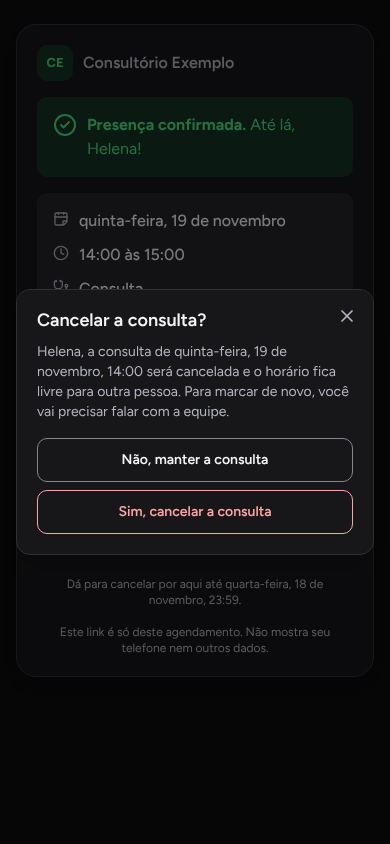 CE
Consultório Exemplo
Presença confirmada. Até lá,
Helena!
quinta-feira, 19 de novembro
14:00 às 15:00
Consulta
Cancelar a consulta?
Helena, a consulta de quinta-feira, 19 de
novembro, 14:00 será cancelada e o horário fica
livre para outra pessoa. Para marcar de novo, você
vai precisar falar com a equipe.
Não, manter a consulta
Sim, cancelar a consulta
Dá para cancelar por aqui até quarta-feira, 18 de
novembro, 23:59.
Este link é só deste agendamento. Não mostra seu
telefone nem outros dados.